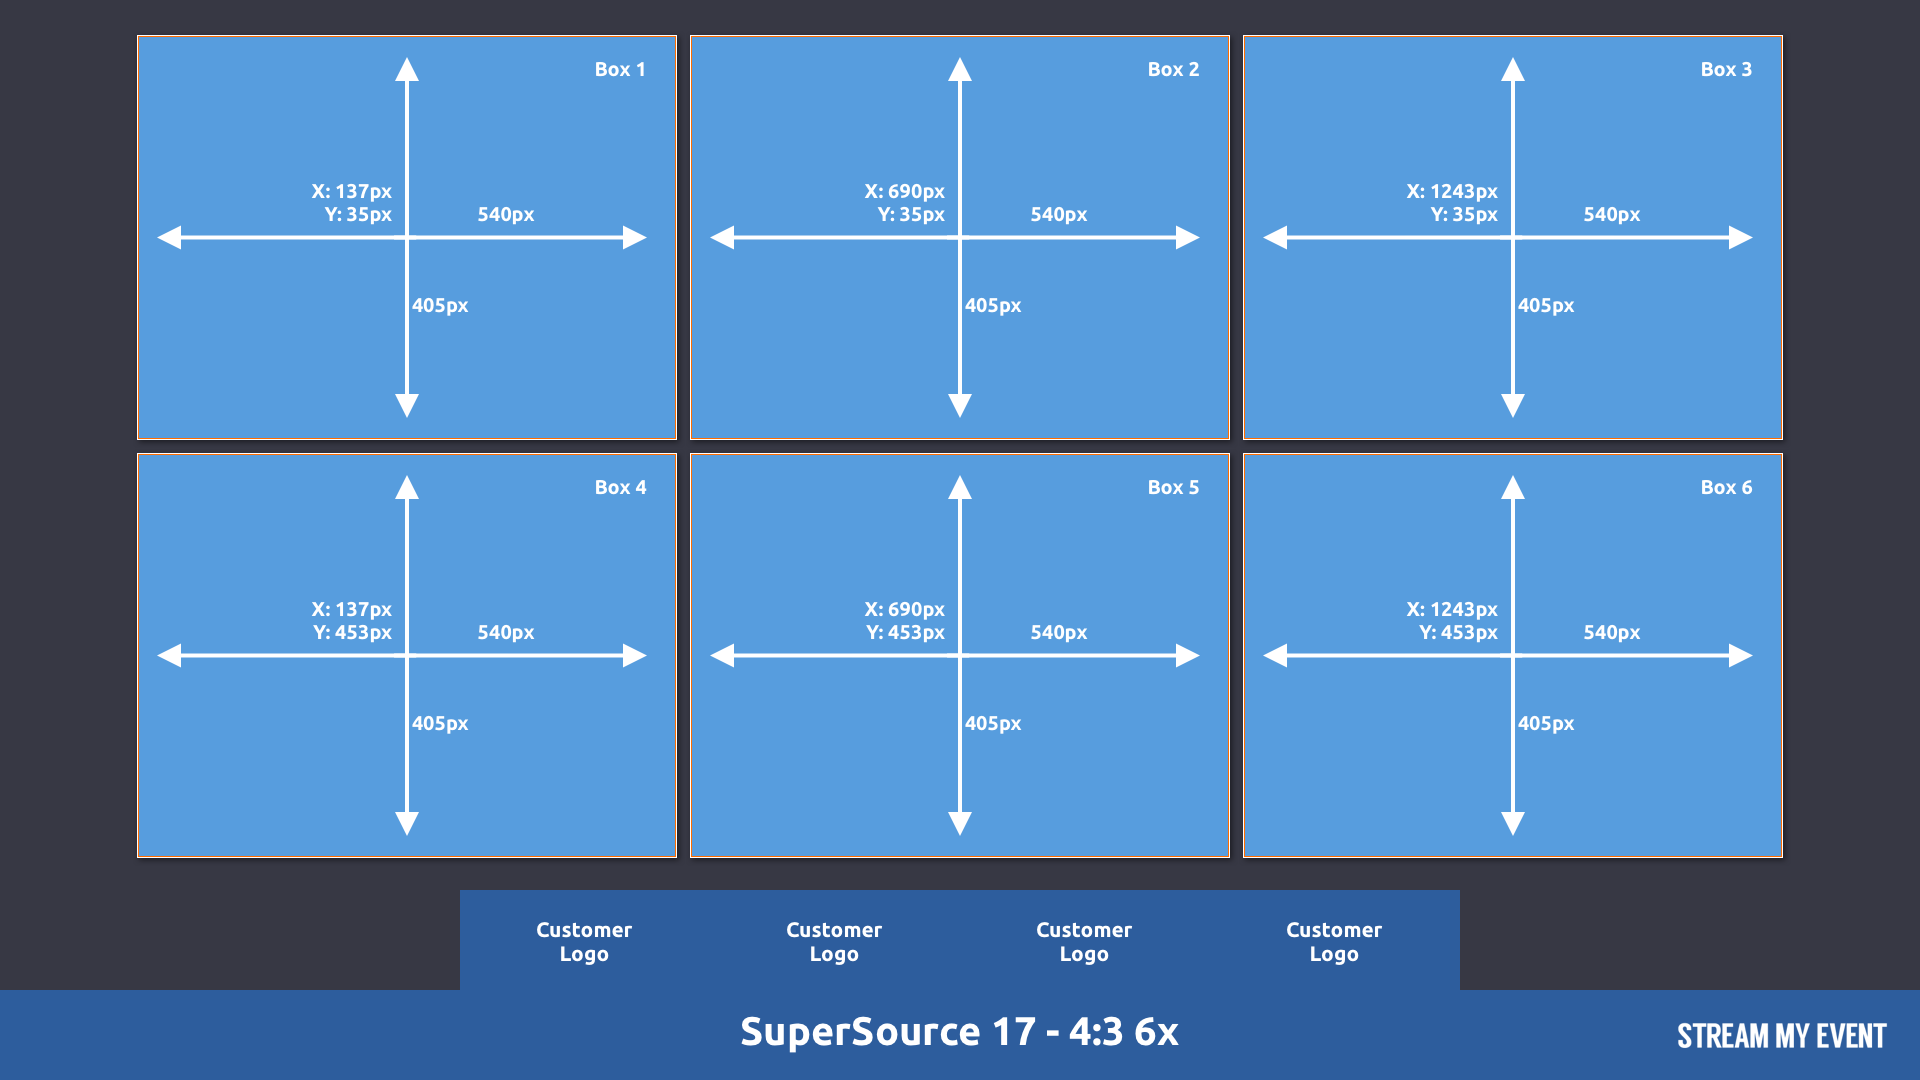 Box 1
X: 137px
Y: 35px
540px
405px
Box 2
X: 690px
Y: 35px
540px
405px
Box 3
X: 1243px
Y: 35px
540px
405px
Box 4
X: 137px
Y: 453px
540px
405px
Box 5
X: 690px
Y: 453px
540px
405px
Box 6
X: 1243px
Y: 453px
540px
405px
Customer
Logo
Customer
Logo
Customer
Logo
Customer
Logo
SuperSource 17 - 4:3 6x
STREAM MY EVENT